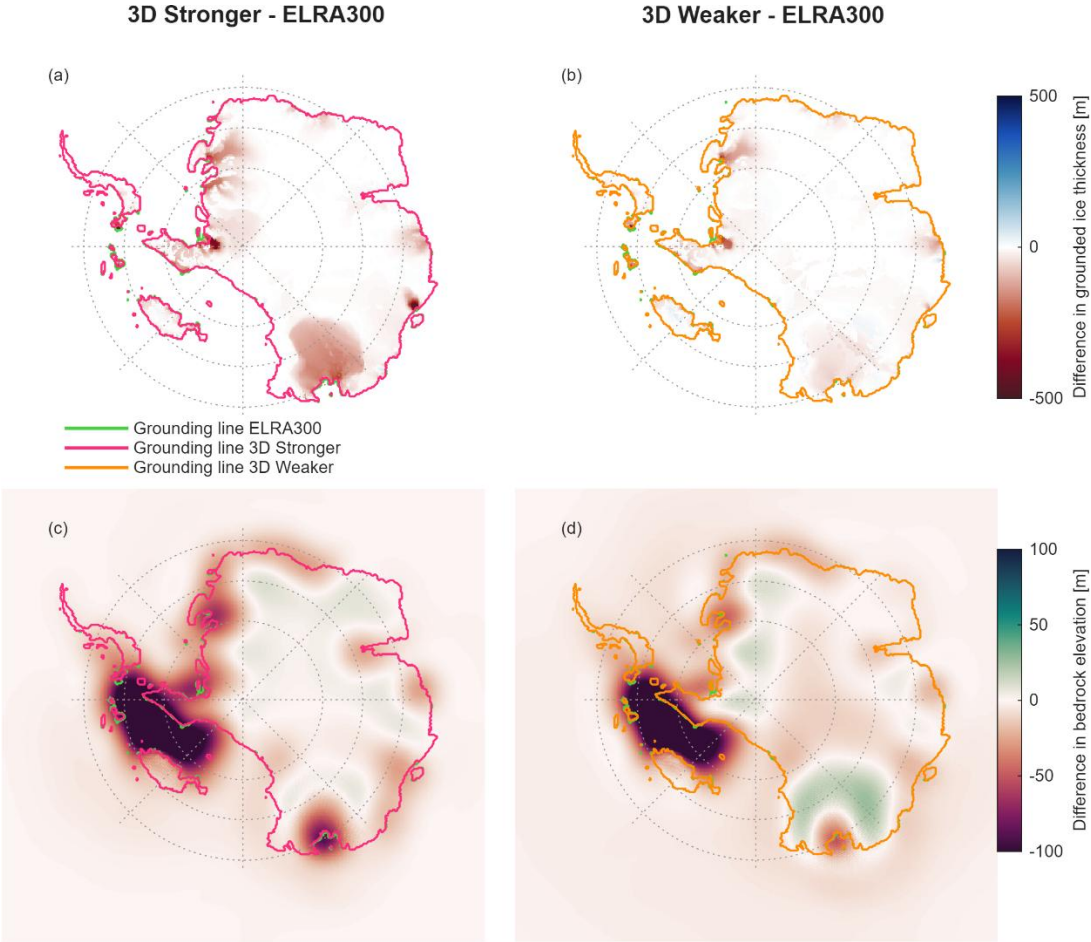 3D Stronger - ELRA300
3D Weaker - ELRA300
(a)
(b)
500
0
-500
Difference in grounded ice thickness [m]
Grounding line ELRA300
Grounding line 3D Stronger
Grounding line 3D Weaker
(c)
(d)
100
50
0
-50
-100
Difference in bedrock elevation [m]